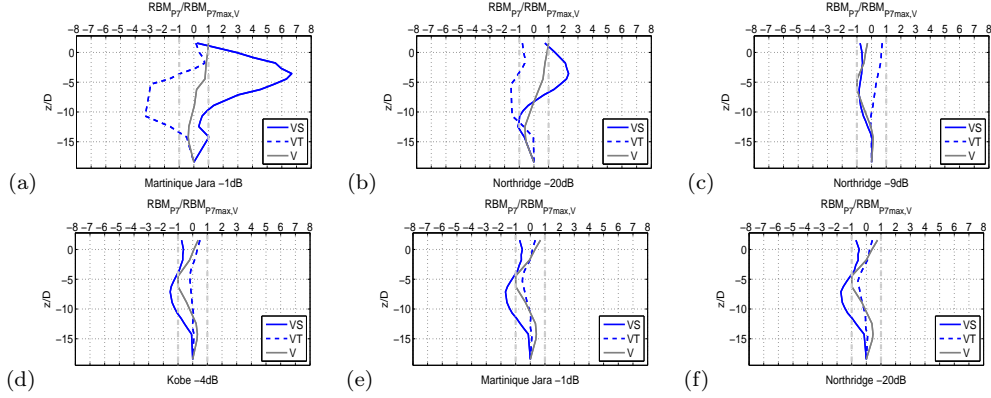 RBM_P7/RBM_P7max,V RBM_P7/RBM_P7max,V RBM_P7/RBM_P7max,V
−8 −7 −6 −5 −4 −3 −2 −1 0 1 2 3 4 5 6 7 8 −8 −7 −6 −5 −4 −3 −2 −1 0 1 2 3 4 5 6 7 8 −8 −7 −6 −5 −4 −3 −2 −1 0 1 2 3 4 5 6 7 8
0 0 0
−5 −5 −5
z/D z/D z/D
−10 −10 −10
−15 −15 −15
VS VS VS
VT VT VT
V V V
(a) (b) (c)
Martinique Jara −1dB Northridge −20dB Northridge −9dB
RBM_P7/RBM_P7max,V RBM_P7/RBM_P7max,V RBM_P7/RBM_P7max,V
−8 −7 −6 −5 −4 −3 −2 −1 0 1 2 3 4 5 6 7 8 −8 −7 −6 −5 −4 −3 −2 −1 0 1 2 3 4 5 6 7 8 −8 −7 −6 −5 −4 −3 −2 −1 0 1 2 3 4 5 6 7 8
0 0 0
−5 −5 −5
z/D z/D z/D
−10 −10 −10
−15 −15 −15
VS VS VS
VT VT VT
V V V
(d) (e) (f)
Kobe −4dB Martinique Jara −1dB Northridge −20dB